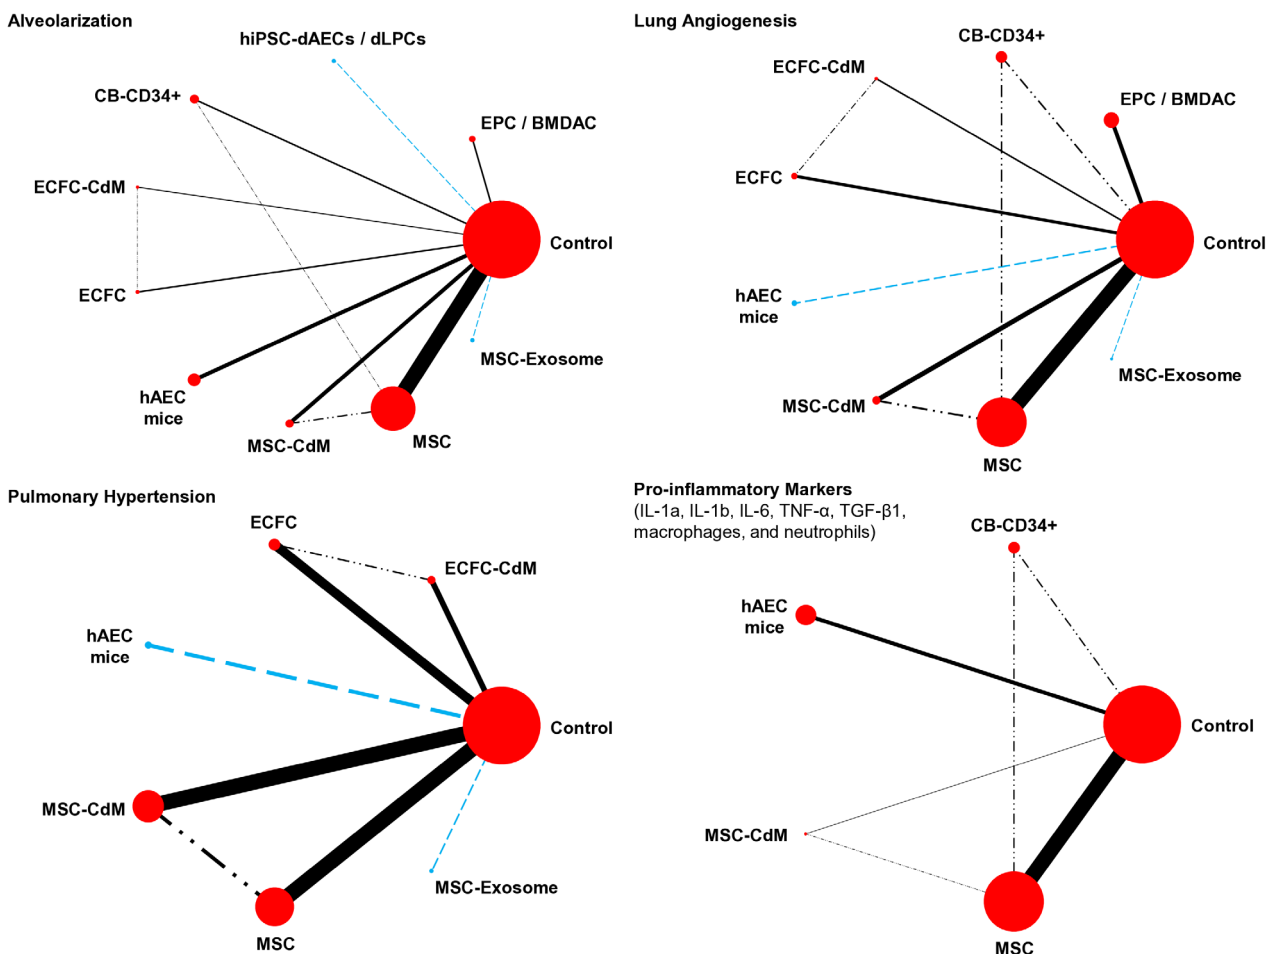 Alveolarization
hiPSC-dAECs / dLPCs
CB-CD34+
EPC / BMDAC
ECFC-CdM
Control
ECFC
hAEC
mice
MSC-Exosome
MSC-CdM
MSC
Lung Angiogenesis
CB-CD34+
ECFC-CdM
EPC / BMDAC
ECFC
Control
hAEC
mice
MSC-Exosome
MSC-CdM
MSC
Pulmonary Hypertension
ECFC
ECFC-CdM
hAEC
mice
Control
MSC-CdM
MSC-Exosome
MSC
Pro-inflammatory Markers
(IL-1a, IL-1b, IL-6, TNF-α, TGF-β1,
macrophages, and neutrophils)
CB-CD34+
hAEC
mice
Control
MSC-CdM
MSC